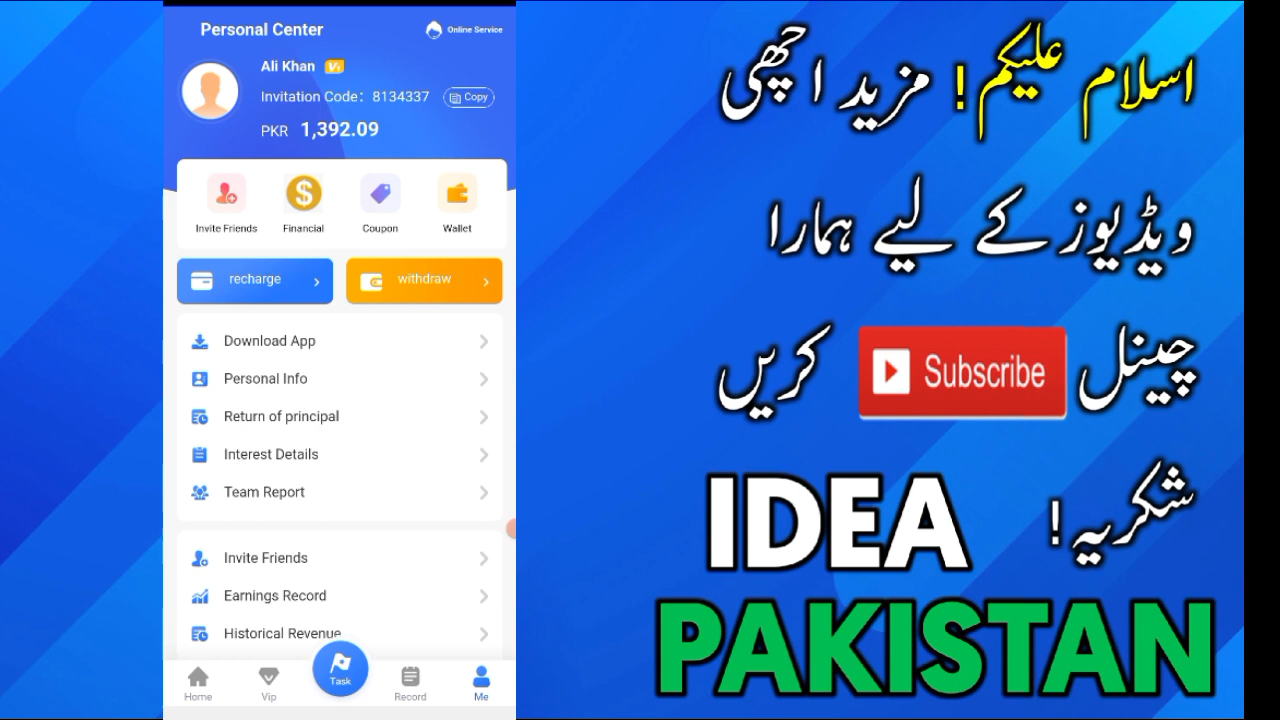 Personal Center
Online Service
Ali Khan V1
Invitation Code: 8134337 Copy
PKR 1,392.09
Invite Friends Financial Coupon Wallet
recharge withdraw
Download App
Personal Info
Return of principal
Interest Details
Team Report
Invite Friends
Earnings Record
Historical Revenue
Home Vip Task Record Me
اسلام علیکم! مزید اچھی
ویڈیوز کے لیے ہمارا
چینل Subscribe کریں
شکریہ!
IDEA
PAKISTAN